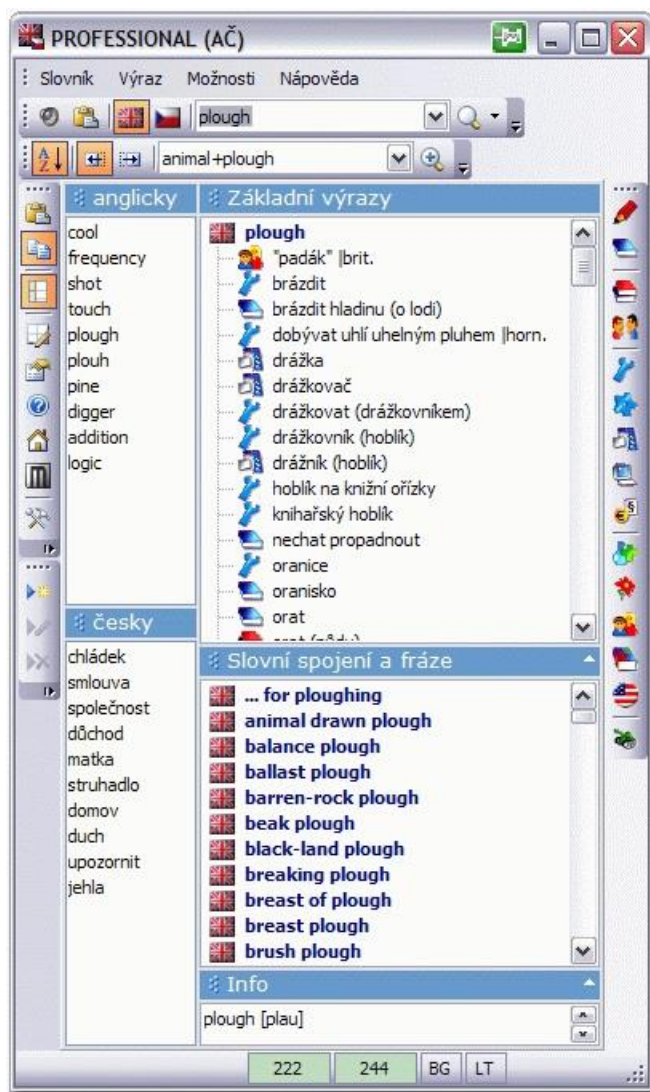 PROFESSIONAL (AČ)
Slovník Výraz Možnosti Nápověda
plough
animal+plough
anglicky
cool
frequency
shot
touch
plough
plouh
pine
digger
addition
logic
česky
chládek
smlouva
společnost
důchod
matka
struhadlo
domov
duch
upozornit
jehla
Základní výrazy
plough
"padák" |brit.
brázdit
brázdit hladinu (o lodi)
dobývat uhlí uhelným pluhem |horn.
drážka
drážkovač
drážkovat (drážkovníkem)
drážkovník (hoblík)
drážník (hoblík)
hoblík na knižní ořízky
knihařský hoblík
nechat propadnout
oranice
oranisko
orat
orat (půdu)
Slovní spojení a fráze
... for ploughing
animal drawn plough
balance plough
ballast plough
barren-rock plough
beak plough
black-land plough
breaking plough
breast of plough
breast plough
brush plough
Info
plough [plau]
222 244 BG LT